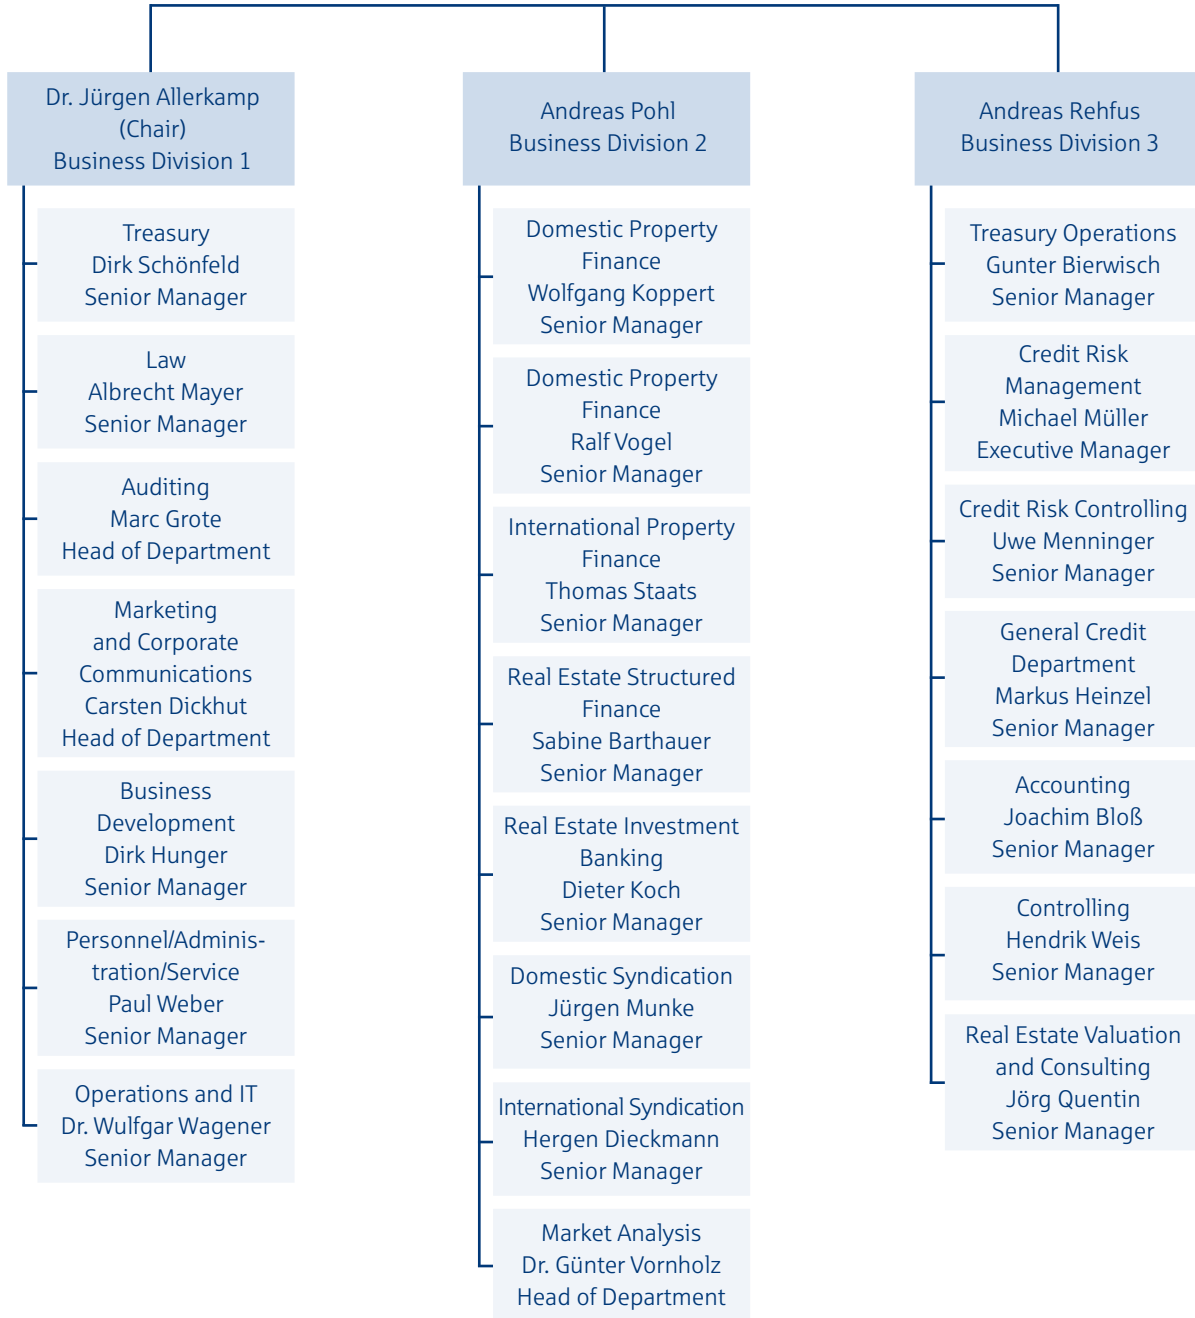 Dr. Jürgen Allerkamp
(Chair)
Business Division 1
Treasury
Dirk Schönfeld
Senior Manager
Law
Albrecht Mayer
Senior Manager
Auditing
Marc Grote
Head of Department
Marketing
and Corporate
Communications
Carsten Dickhut
Head of Department
Business
Development
Dirk Hunger
Senior Manager
Personnel/Adminis-
tration/Service
Paul Weber
Senior Manager
Operations and IT
Dr. Wulfgar Wagener
Senior Manager
Andreas Pohl
Business Division 2
Domestic Property
Finance
Wolfgang Koppert
Senior Manager
Domestic Property
Finance
Ralf Vogel
Senior Manager
International Property
Finance
Thomas Staats
Senior Manager
Real Estate Structured
Finance
Sabine Barthauer
Senior Manager
Real Estate Investment
Banking
Dieter Koch
Senior Manager
Domestic Syndication
Jürgen Munke
Senior Manager
International Syndication
Hergen Dieckmann
Senior Manager
Market Analysis
Dr. Günter Vornholz
Head of Department
Andreas Rehfus
Business Division 3
Treasury Operations
Gunter Bierwisch
Senior Manager
Credit Risk
Management
Michael Müller
Executive Manager
Credit Risk Controlling
Uwe Menninger
Senior Manager
General Credit
Department
Markus Heinzel
Senior Manager
Accounting
Joachim Bloß
Senior Manager
Controlling
Hendrik Weis
Senior Manager
Real Estate Valuation
and Consulting
Jörg Quentin
Senior Manager